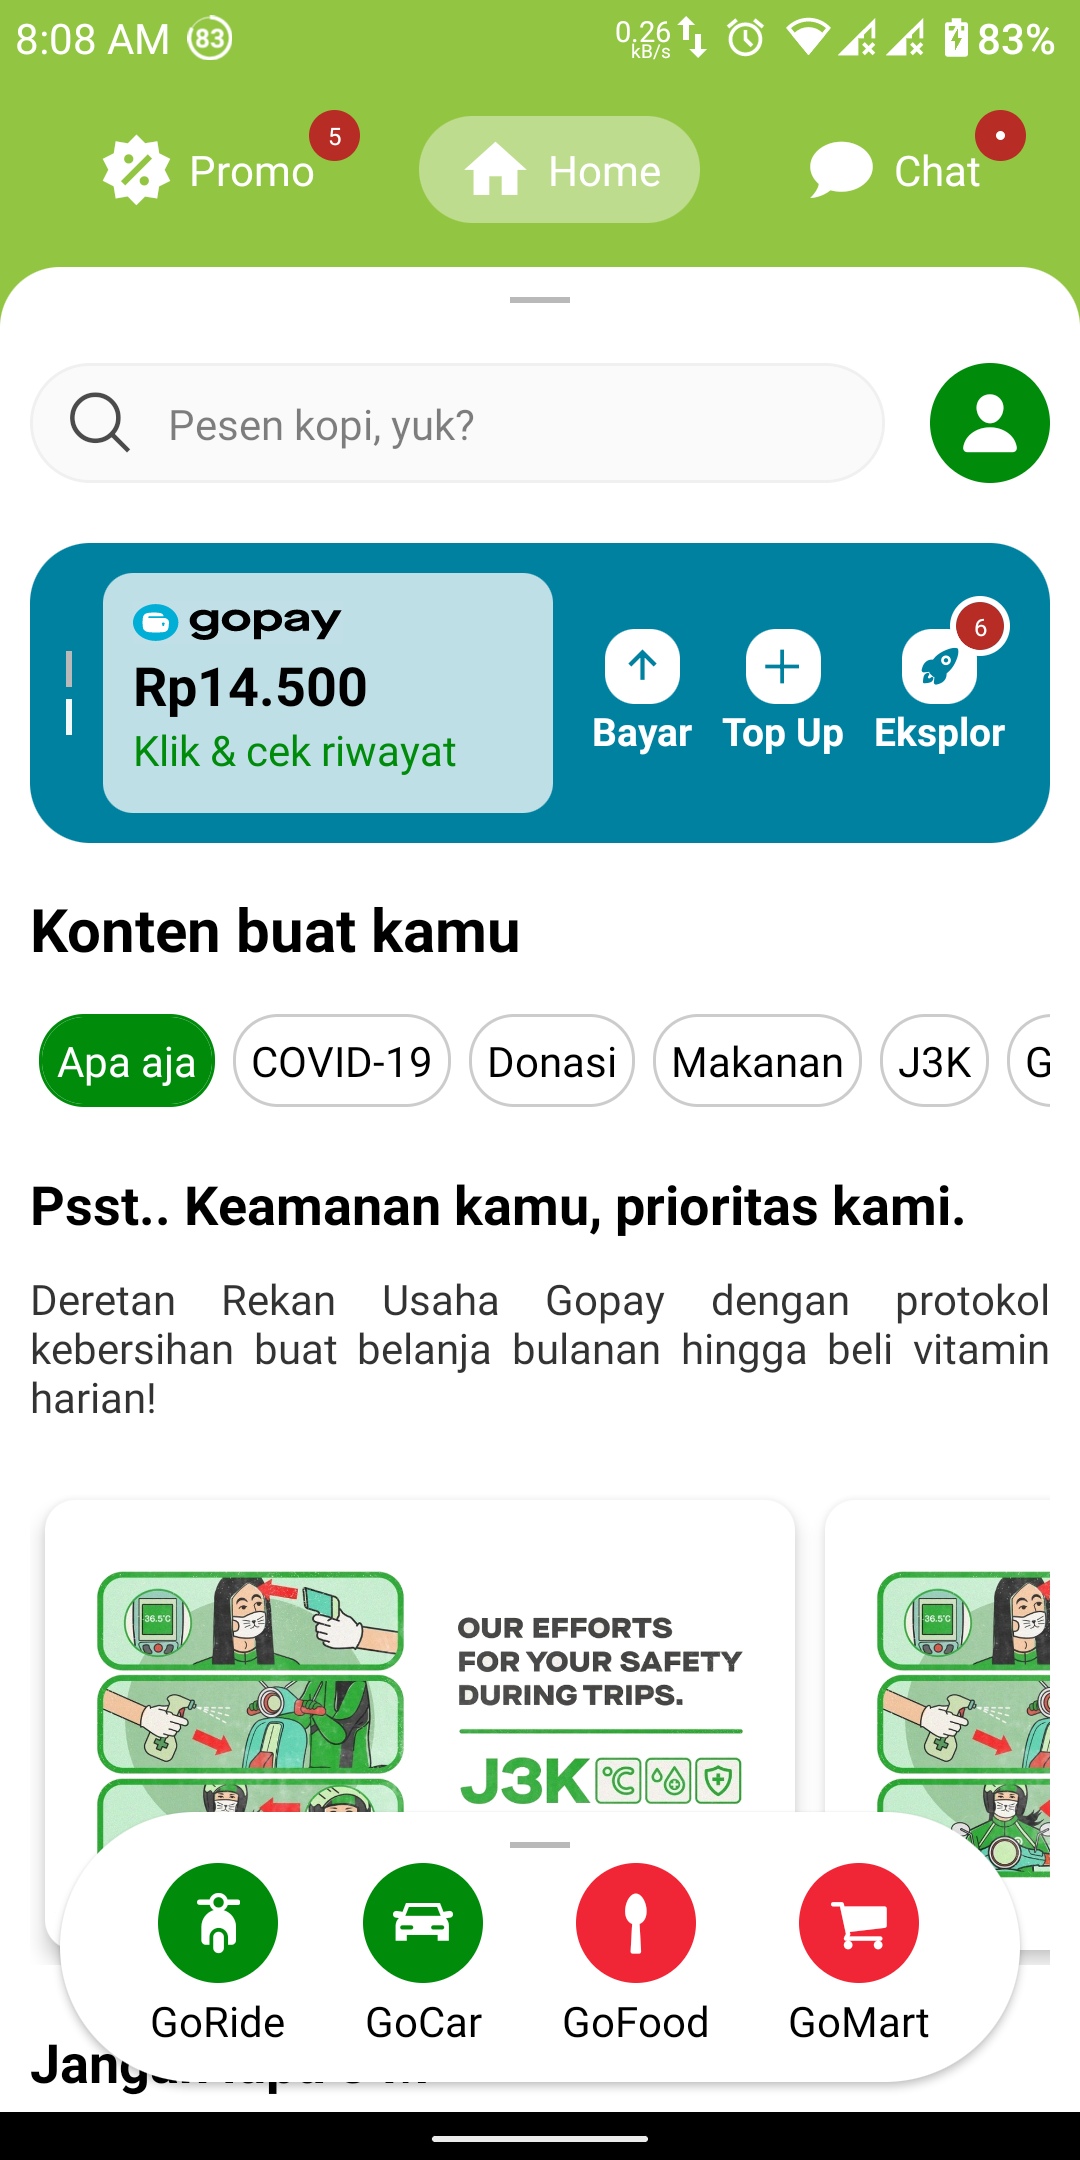 8:08 AM 83 0.26 kB/s 83%
Promo 5 Home Chat
Pesen kopi, yuk?
gopay
Rp14.500
Klik & cek riwayat
Bayar Top Up Eksplor 6
Konten buat kamu
Apa aja COVID-19 Donasi Makanan J3K G
Psst.. Keamanan kamu, prioritas kami.
Deretan Rekan Usaha Gopay dengan protokol
kebersihan buat belanja bulanan hingga beli vitamin
harian!
36.5°C
OUR EFFORTS
FOR YOUR SAFETY
DURING TRIPS.
J3K °C
36.5°C
GoRide GoCar GoFood GoMart